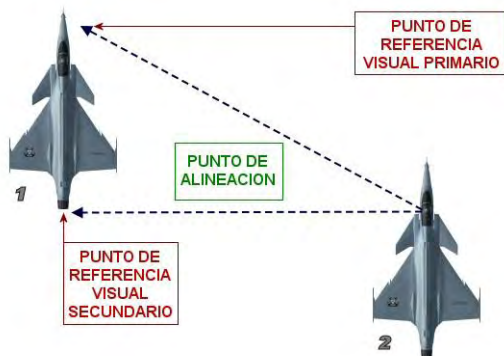 PUNTO DE
REFERENCIA
VISUAL PRIMARIO
PUNTO DE
ALINEACION
1
PUNTO DE
REFERENCIA
VISUAL
SECUNDARIO
2